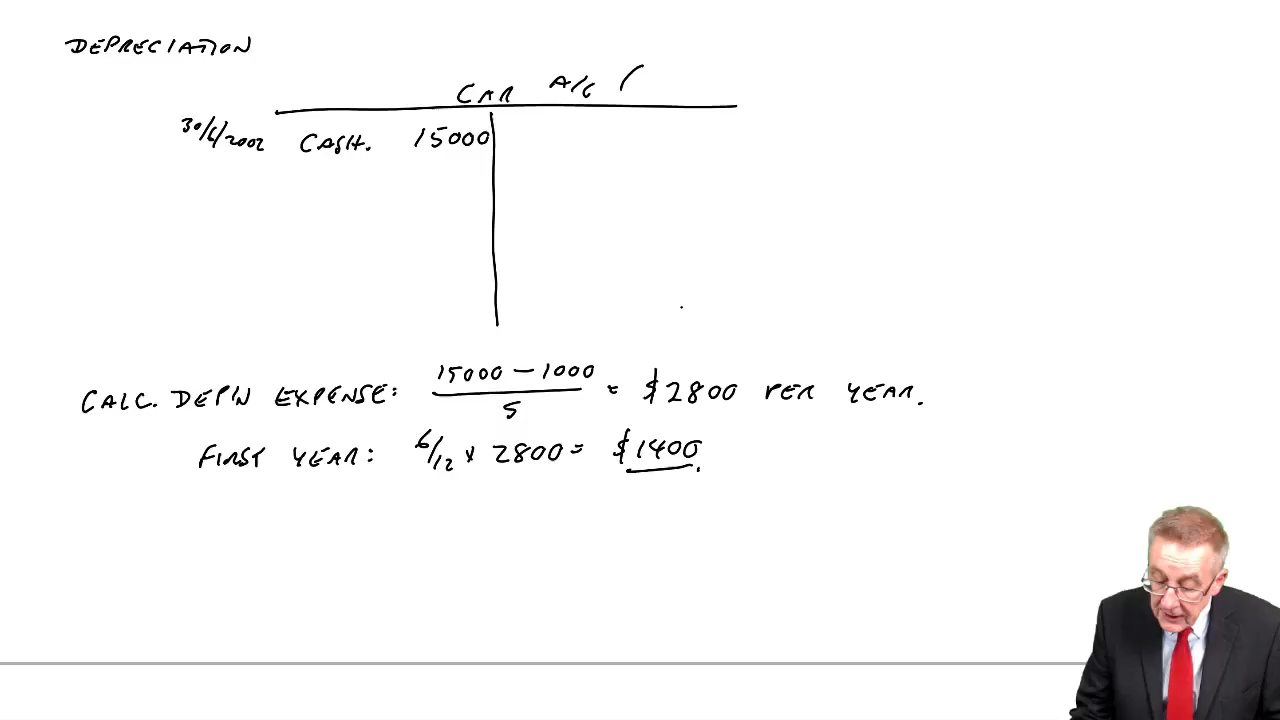 DEPRECIATION
CAR A/C (
30/6/2002 CASH. 15000
CALC. DEPN EXPENSE: 15000 - 1000 / 5 = $2800 PER YEAR.
FIRST YEAR: 6/12 x 2800 = $1400.